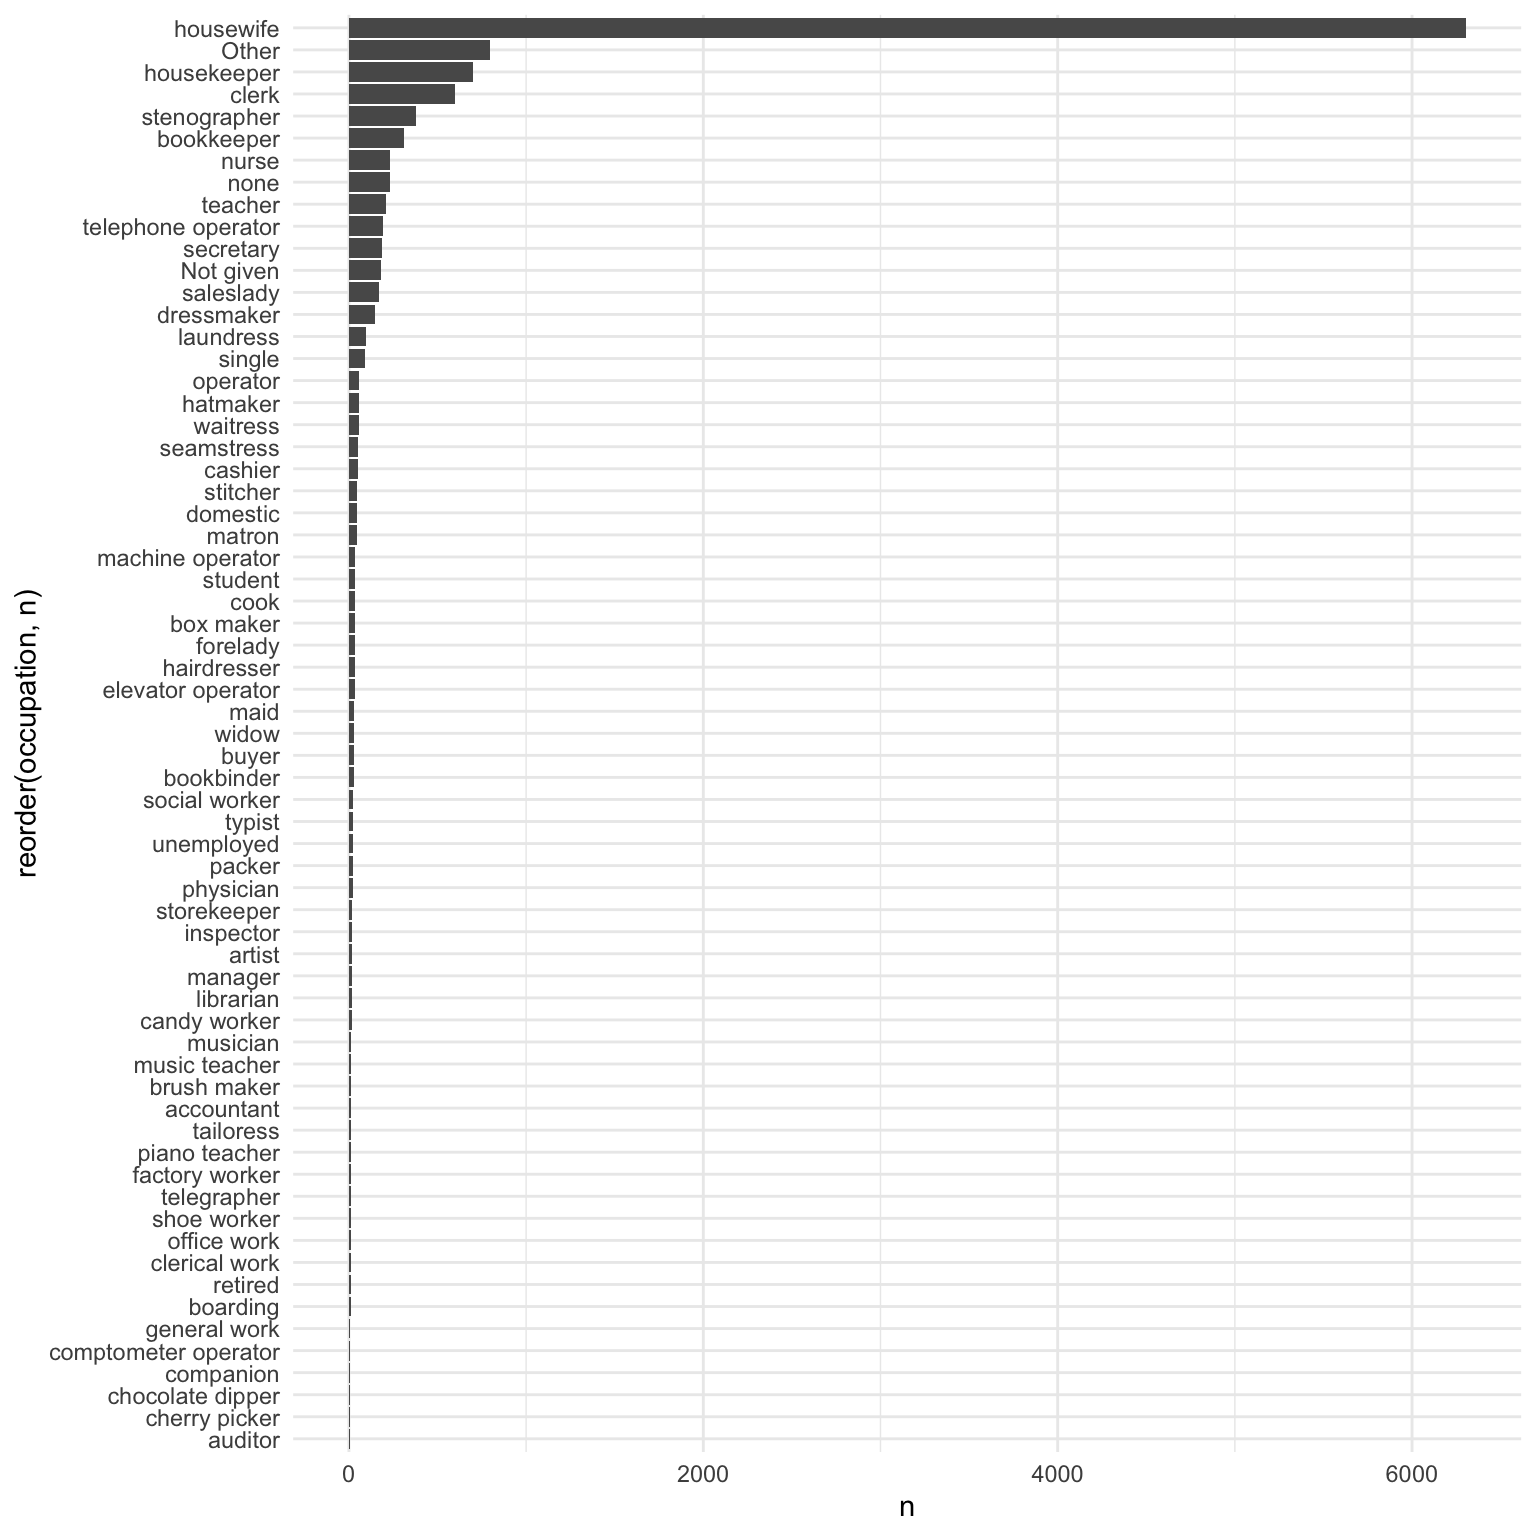 housewife
Other
housekeeper
clerk
stenographer
bookkeeper
nurse
none
teacher
telephone operator
secretary
Not given
saleslady
dressmaker
laundress
single
operator
hatmaker
waitress
seamstress
cashier
stitcher
domestic
matron
machine operator
student
cook
box maker
forelady
hairdresser
elevator operator
maid
widow
buyer
bookbinder
social worker
typist
unemployed
packer
physician
storekeeper
inspector
artist
manager
librarian
candy worker
musician
music teacher
brush maker
accountant
tailoress
piano teacher
factory worker
telegrapher
shoe worker
office work
clerical work
retired
boarding
general work
comptometer operator
companion
chocolate dipper
cherry picker
auditor
reorder(occupation, n)
0 2000 4000 6000
n